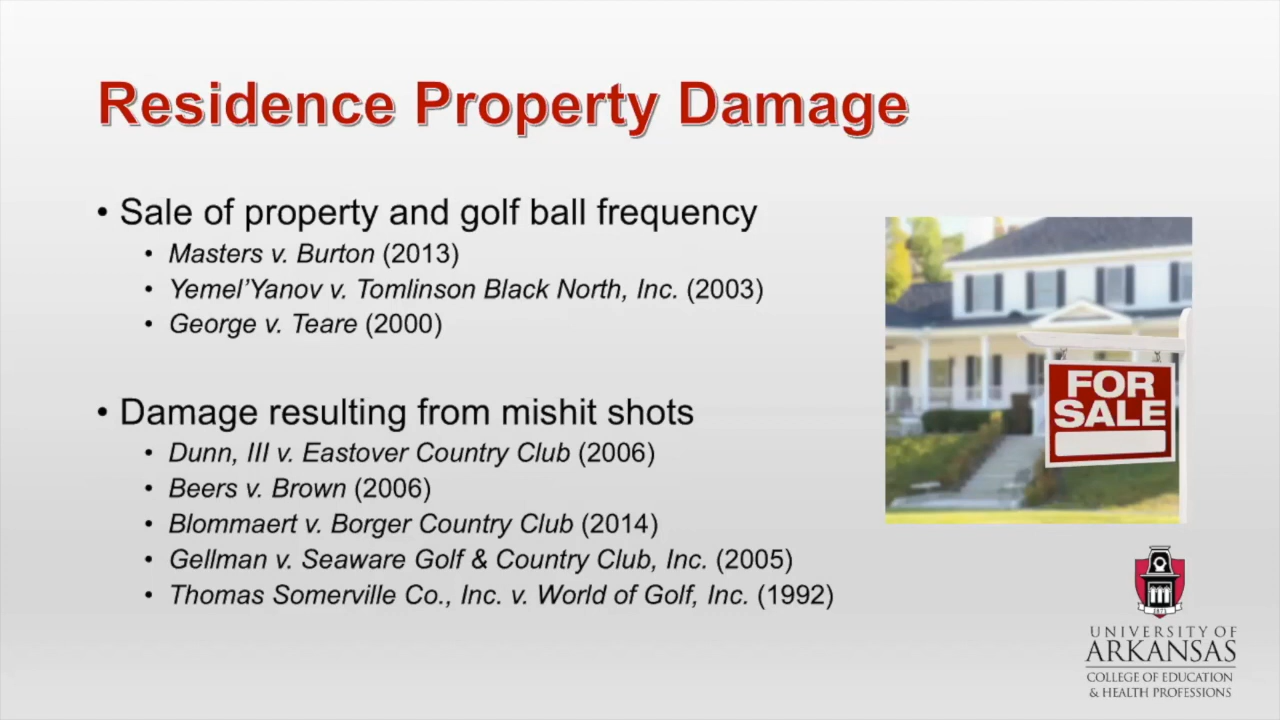 Residence Property Damage
• Sale of property and golf ball frequency
• Masters v. Burton (2013)
• Yemel’Yanov v. Tomlinson Black North, Inc. (2003)
• George v. Teare (2000)
• Damage resulting from mishit shots
• Dunn, III v. Eastover Country Club (2006)
• Beers v. Brown (2006)
• Blommaert v. Borger Country Club (2014)
• Gellman v. Seaware Golf & Country Club, Inc. (2005)
• Thomas Somerville Co., Inc. v. World of Golf, Inc. (1992)
FOR
SALE
1871
UNIVERSITY OF
ARKANSAS
COLLEGE OF EDUCATION
& HEALTH PROFESSIONS